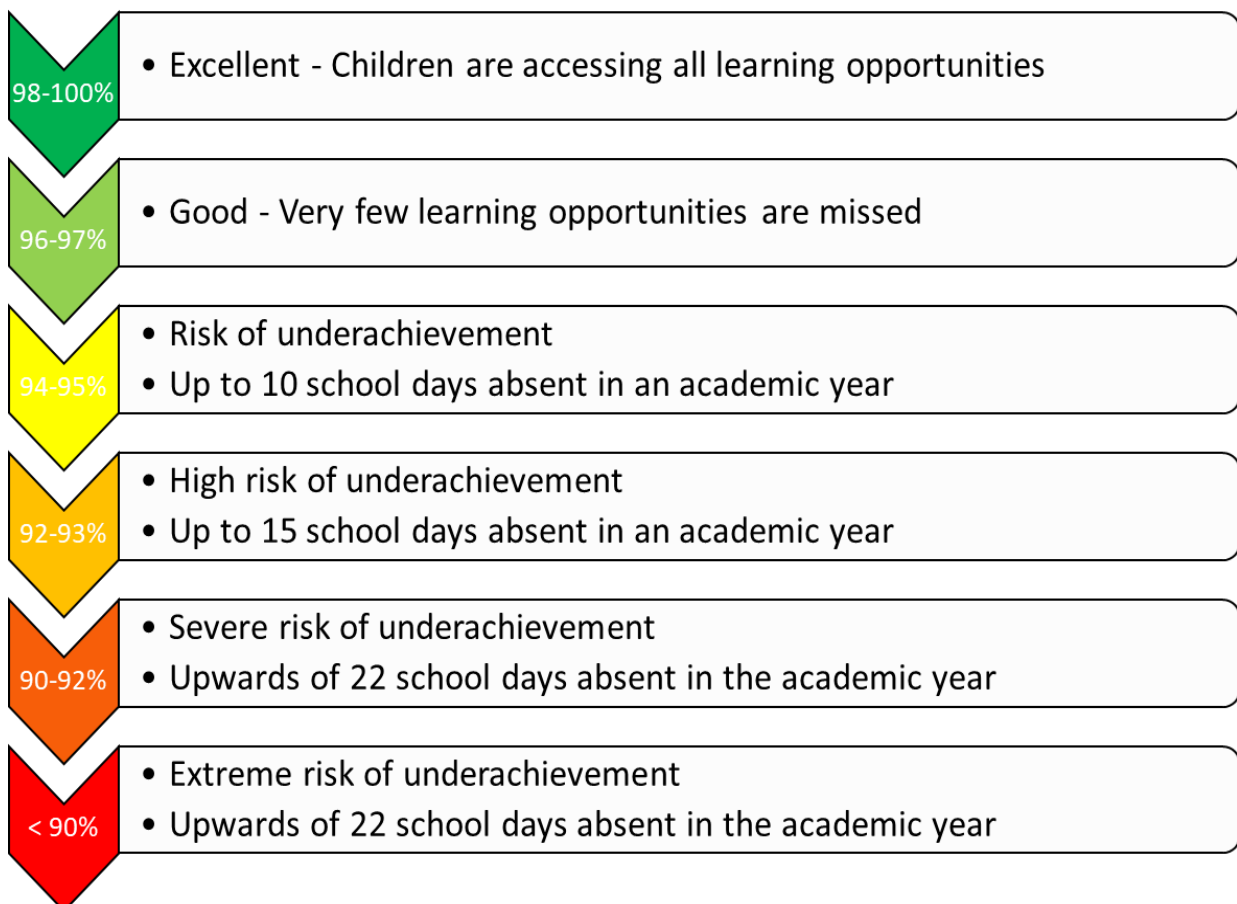 98-100%
• Excellent - Children are accessing all learning opportunities
96-97%
• Good - Very few learning opportunities are missed
94-95%
• Risk of underachievement
• Up to 10 school days absent in an academic year
92-93%
• High risk of underachievement
• Up to 15 school days absent in an academic year
90-92%
• Severe risk of underachievement
• Upwards of 22 school days absent in the academic year
< 90%
• Extreme risk of underachievement
• Upwards of 22 school days absent in the academic year